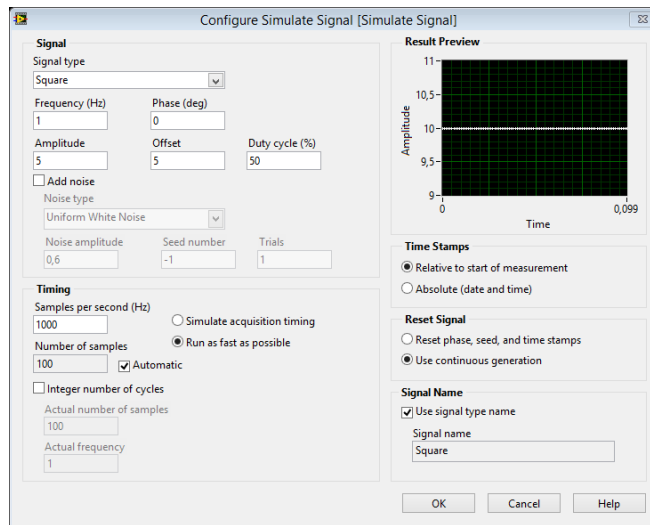 Configure Simulate Signal [Simulate Signal]
Signal
Signal type
Square
Frequency (Hz) Phase (deg)
1 0
Amplitude Offset Duty cycle (%)
5 5 50
Add noise
Noise type
Uniform White Noise
Noise amplitude Seed number Trials
0,6 -1 1
Timing
Samples per second (Hz)
1000
Simulate acquisition timing
Run as fast as possible
Number of samples
100 Automatic
Integer number of cycles
Actual number of samples
100
Actual frequency
1
Result Preview
Amplitude
11
10,5
10
9,5
9
0 0,099
Time
Time Stamps
Relative to start of measurement
Absolute (date and time)
Reset Signal
Reset phase, seed, and time stamps
Use continuous generation
Signal Name
Use signal type name
Signal name
Square
OK Cancel Help